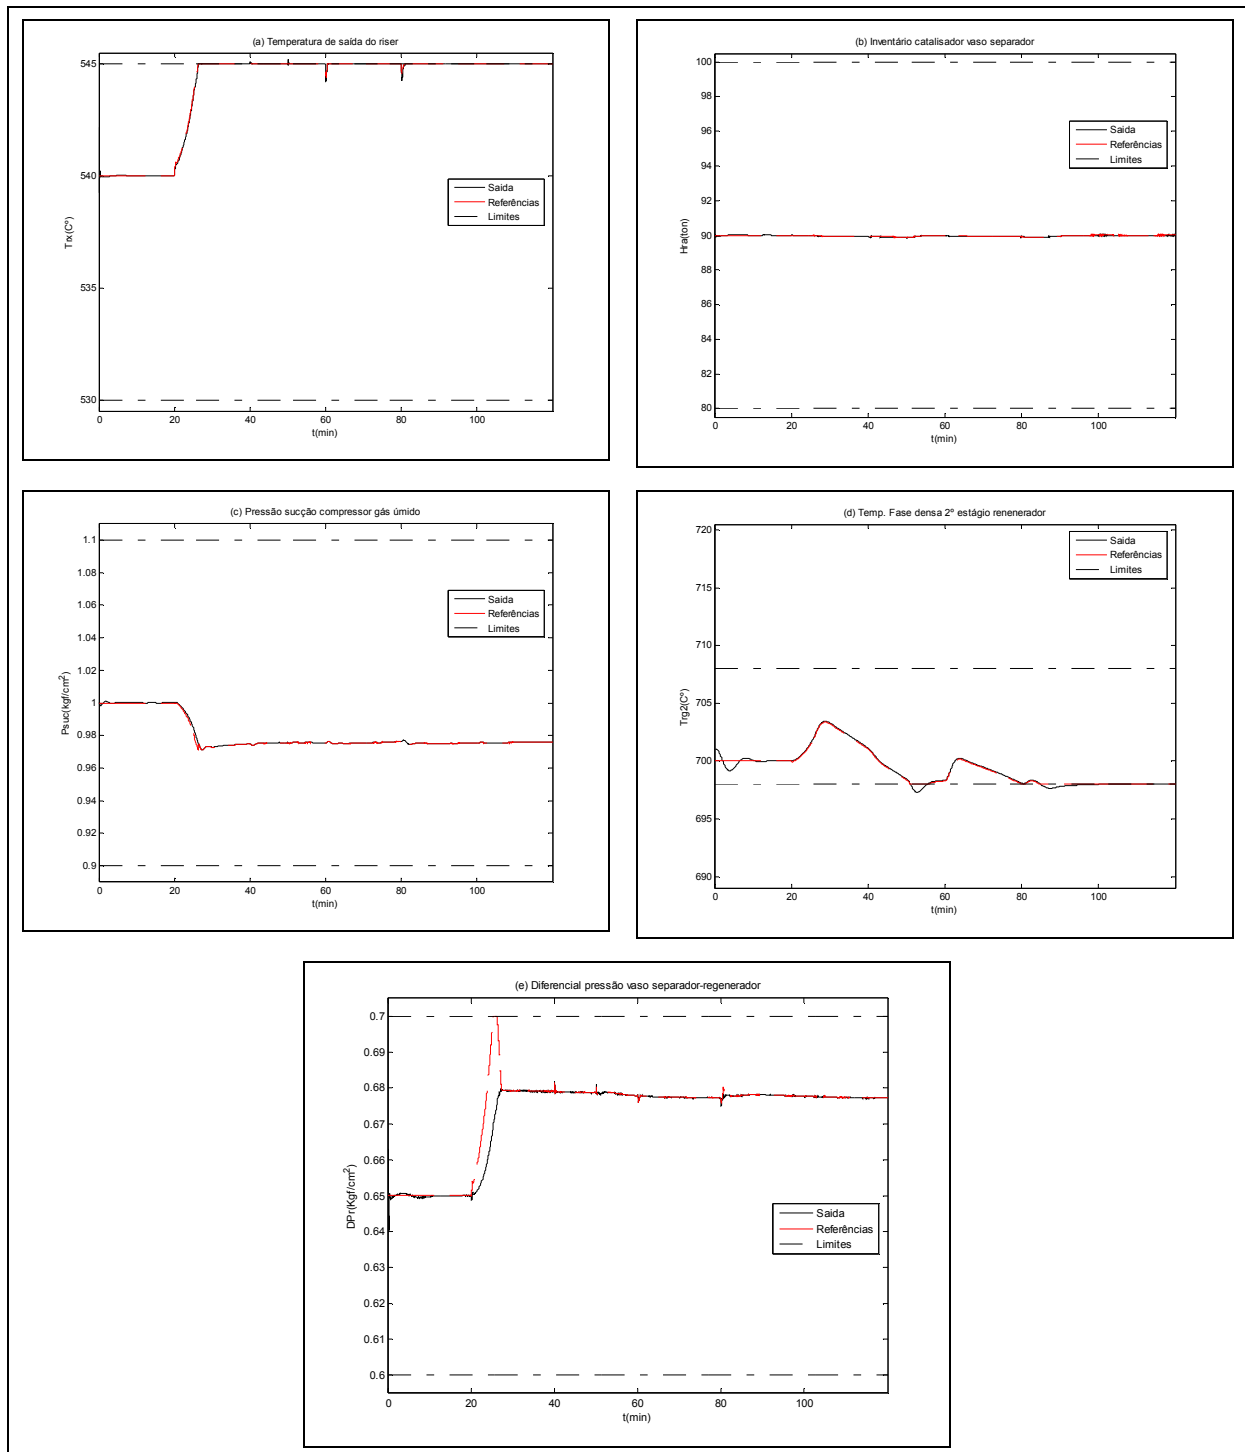 (a) Temperatura de saída do riser
545
540
535
530
Trx(Cº)
0 20 40 60 80 100
t(min)
Saida
Referências
Limites
(b) Inventário catalisador vaso separador
100
98
96
94
92
90
88
86
84
82
80
Hra(ton)
0 20 40 60 80 100
t(min)
Saida
Referências
Limites
(c) Pressão sucção compressor gás úmido
1.1
1.08
1.06
1.04
1.02
1
0.98
0.96
0.94
0.92
0.9
Psuc(kgf/cm²)
0 20 40 60 80 100
t(min)
Saida
Referências
Limites
(d) Temp. Fase densa 2º estágio renenerador
720
715
710
705
700
695
690
Trg2(Cº)
0 20 40 60 80 100
t(min)
Saida
Referências
Limites
(e) Diferencial pressão vaso separador-regenerador
0.7
0.69
0.68
0.67
0.66
0.65
0.64
0.63
0.62
0.61
0.6
DPr(Kgf/cm²)
0 20 40 60 80 100
t(min)
Saida
Referências
Limites